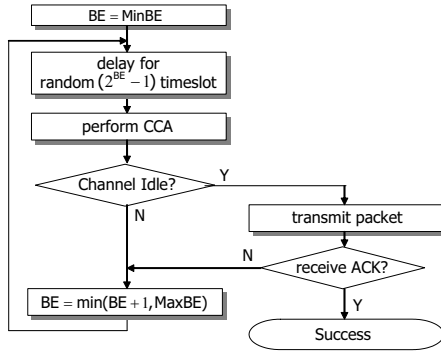 BE = MinBE
delay for
random (2^BE − 1) timeslot
perform CCA
Channel Idle?
Y
N
transmit packet
N
receive ACK?
Y
BE = min(BE + 1, MaxBE)
Success